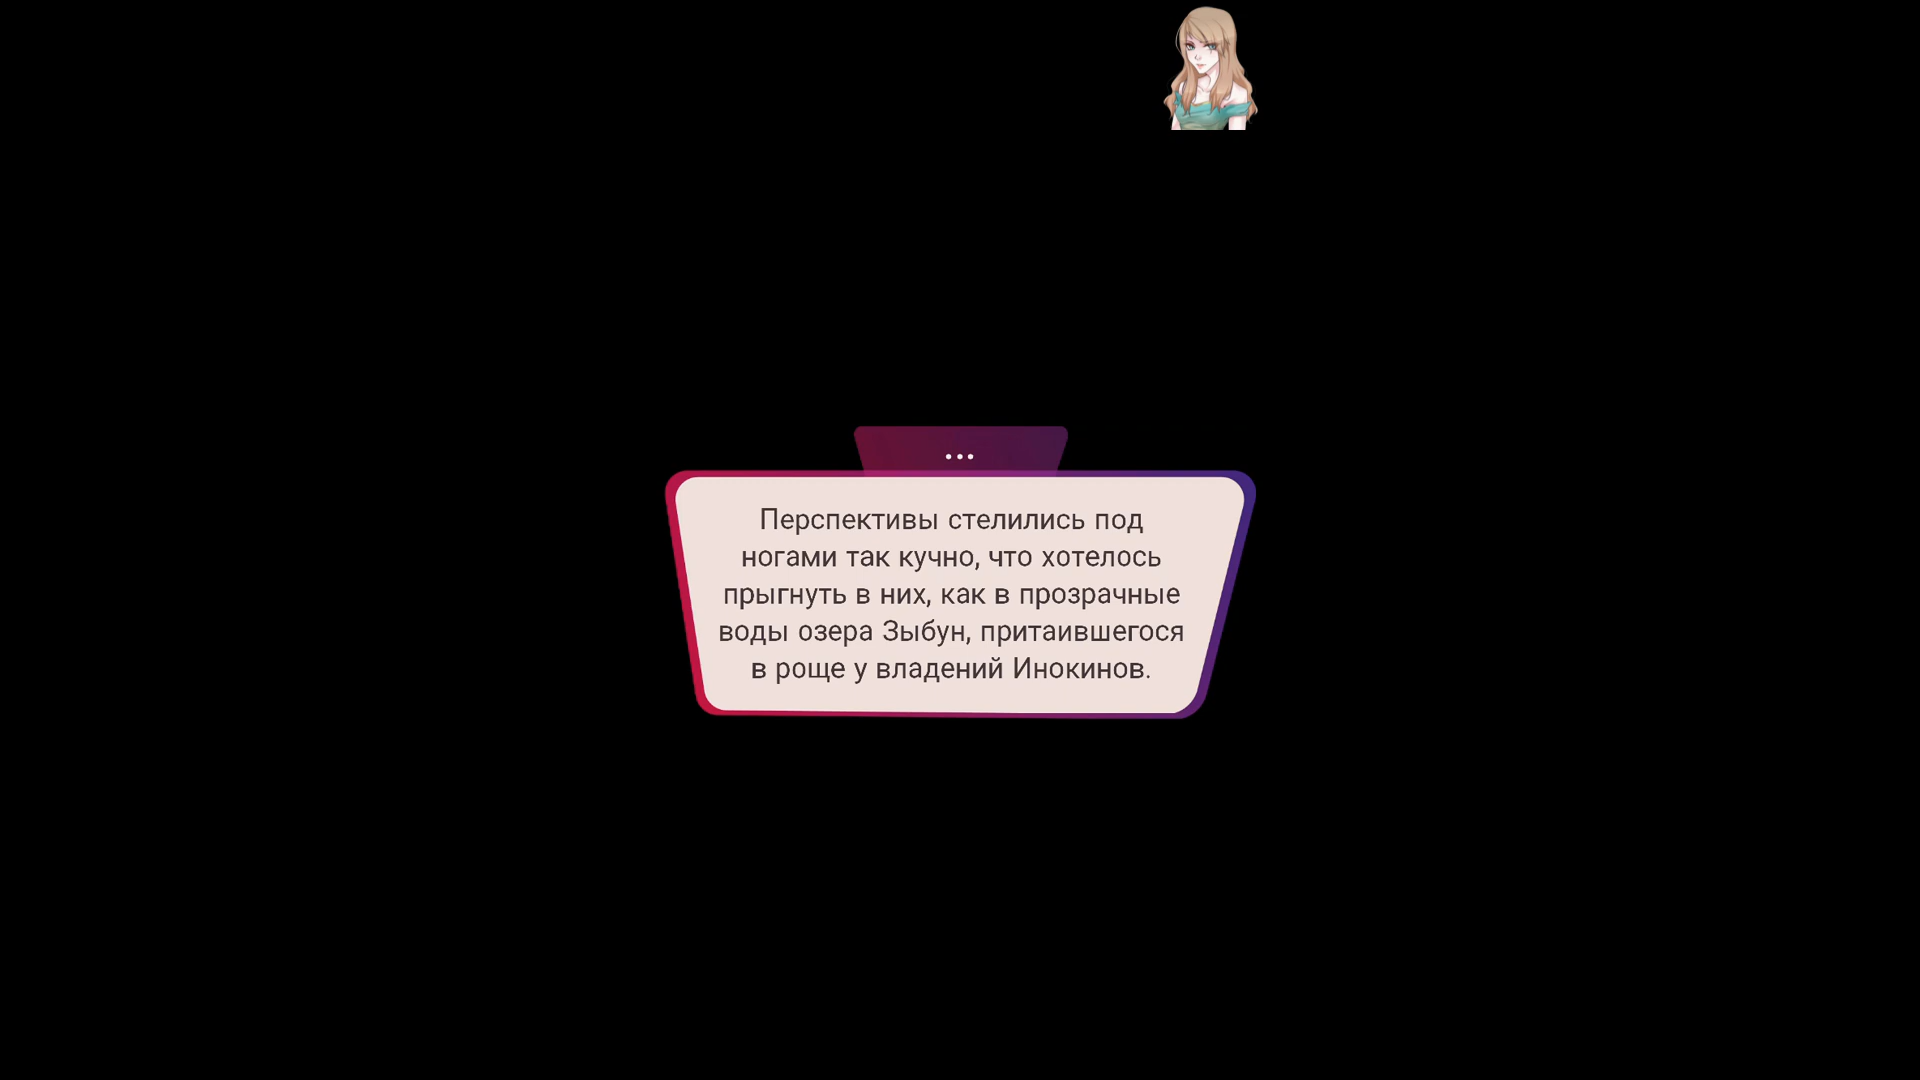 ...
Перспективы стелились под
ногами так кучно, что хотелось
прыгнуть в них, как в прозрачные
воды озера Зыбун, притаившегося
в роще у владений Инокинов.